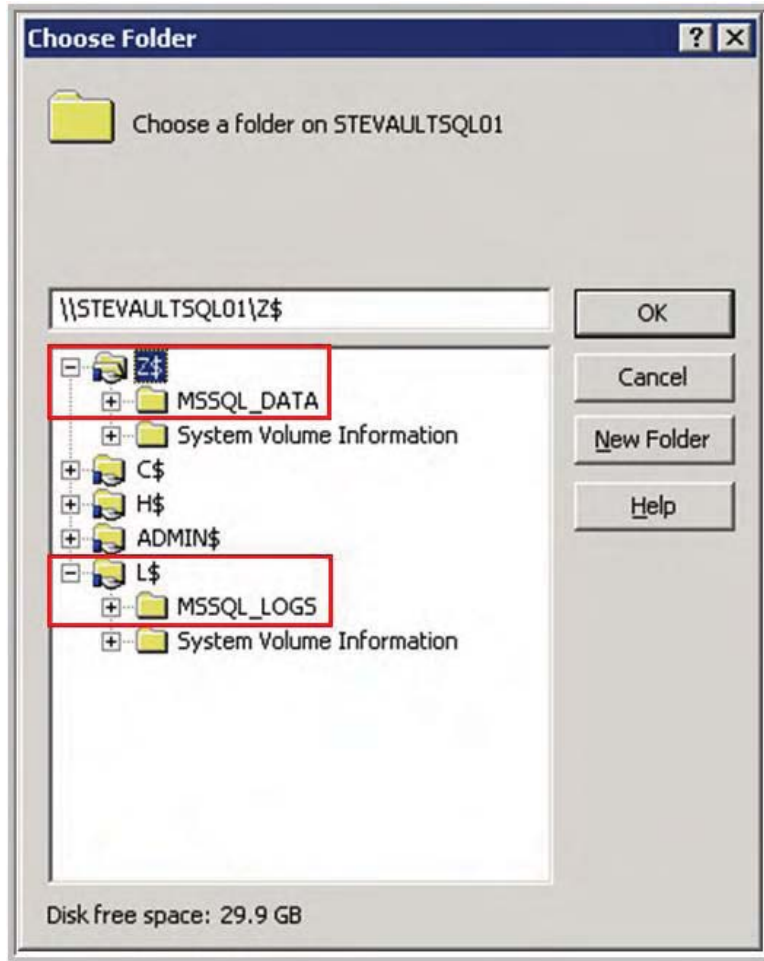 Choose Folder
Choose a folder on STEVAULTSQL01
\\STEVAULTSQL01\Z$
OK
Z$
Cancel
MSSQL_DATA
System Volume Information
New Folder
C$
H$
Help
ADMIN$
L$
MSSQL_LOGS
System Volume Information
Disk free space: 29.9 GB